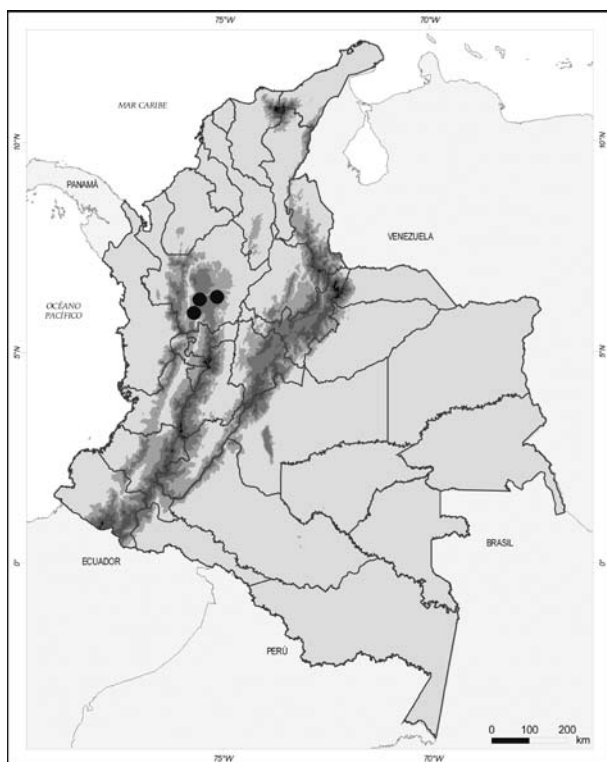 75°W
70°W
MAR CARIBE
10°N
10°N
PANAMÁ
VENEZUELA
OCÉANO
PACÍFICO
5°N
5°N
BRASIL
ECUADOR
0°
0°
PERÚ
0 100 200
km
75°W
70°W